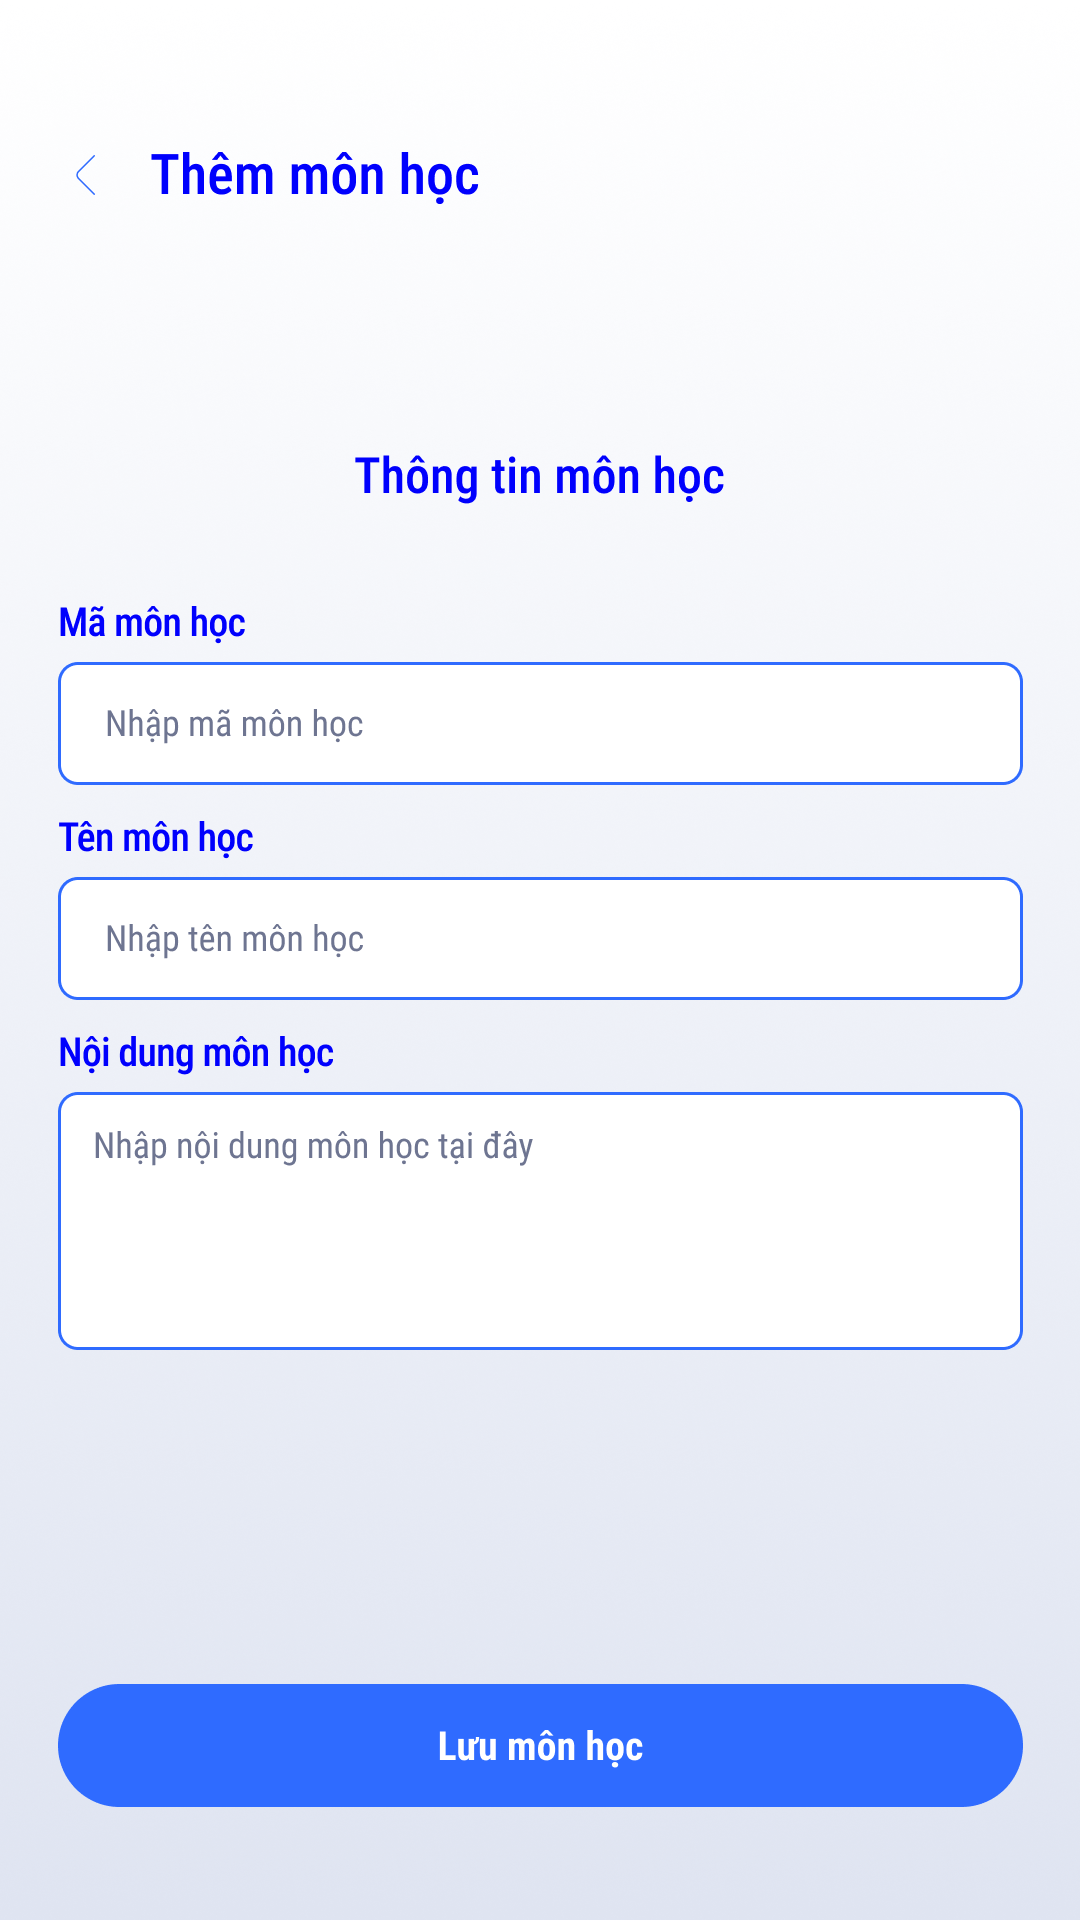 Thêm môn học
Thông tin môn học
Mã môn học
Nhập mã môn học
Tên môn học
Nhập tên môn học
Nội dung môn học
Nhập nội dung môn học tại đây
Lưu môn học